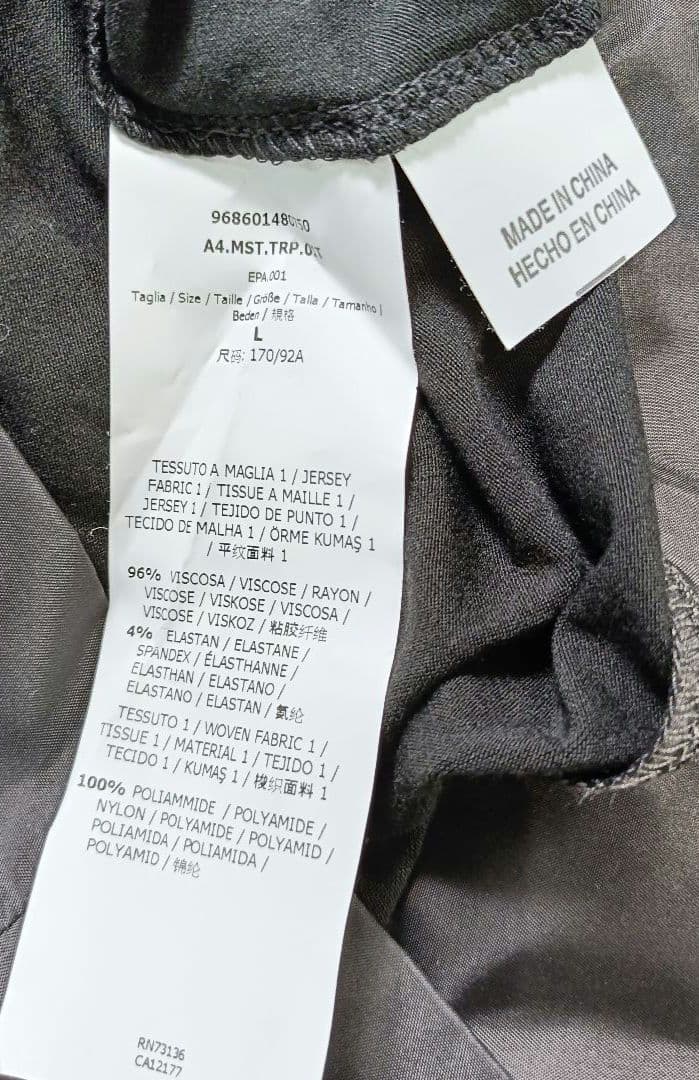 A4.MST.TRP.
EPA.001
Taglia / Size / Taille / Größe / Talla / Tamanho |
Beden / 規格
L
尺码: 170/92A
TESSUTO A MAGLIA 1 / JERSEY
FABRIC 1 / TISSUE A MAILLE 1 /
JERSEY 1 / TEJIDO DE PUNTO 1 /
TECIDO DE MALHA 1 / ÖRME KUMAŞ 1
/ 平纹面料 1
96% VISCOSA / VISCOSE / RAYON /
VISCOSE / VISKOSE / VISCOSA /
VISCOSE / VISKOZ / 粘胶纤维
4% ELASTAN / ELASTANE /
SPANDEX / ÉLASTHANNE /
ELASTHAN / ELASTANO /
ELASTANO / ELASTAN / 氨纶
TESSUTO 1 / WOVEN FABRIC 1 /
TISSUE 1 / MATERIAL 1 / TEJIDO 1 /
TECIDO 1 / KUMAŞ 1 / 梭织面料 1
100% POLIAMMIDE / POLYAMIDE /
NYLON / POLYAMIDE / POLYAMID /
POLIAMIDA / POLIAMIDA /
POLYAMID / 锦纶
RN73136
CA12177
MADE IN CHINA
HECHO EN CHINA